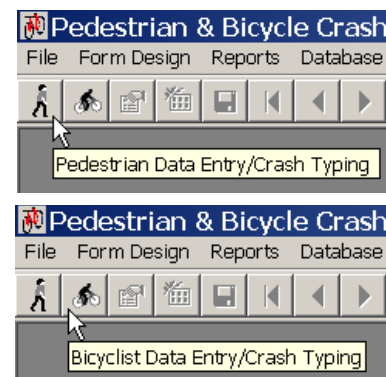 Pedestrian & Bicycle Crash
File Form Design Reports Database
Pedestrian Data Entry/Crash Typing
Pedestrian & Bicycle Crash
File Form Design Reports Database
Bicyclist Data Entry/Crash Typing